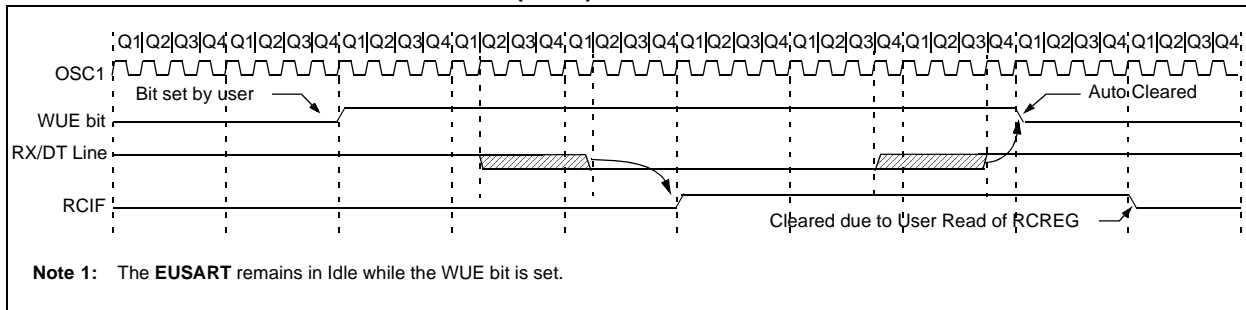 Q1 Q2 Q3 Q4 Q1 Q2 Q3 Q4 Q1 Q2 Q3 Q4 Q1 Q2 Q3 Q4 Q1 Q2 Q3 Q4 Q1 Q2 Q3 Q4 Q1 Q2 Q3 Q4 Q1 Q2 Q3 Q4 Q1 Q2 Q3 Q4 Q1 Q2 Q3 Q4
OSC1
Bit set by user
Auto Cleared
WUE bit
RX/DT Line
RCIF
Cleared due to User Read of RCREG
Note 1: The EUSART remains in Idle while the WUE bit is set.